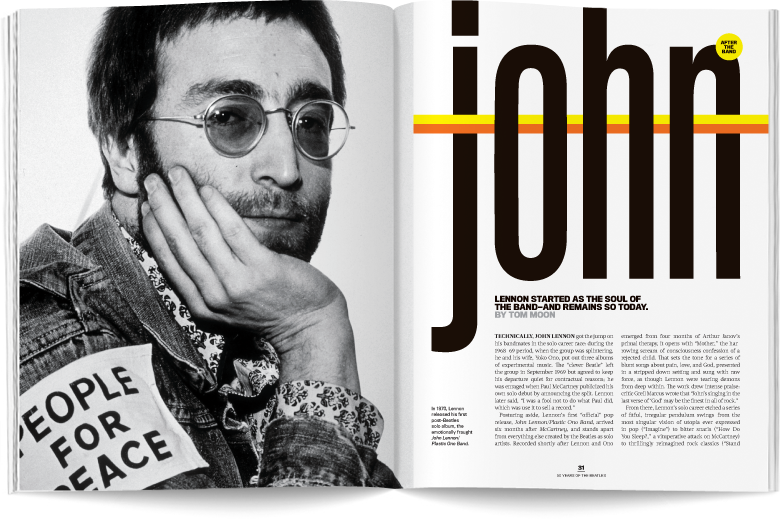 PEOPLE
FOR
PEACE
john
AFTER
THE
BAND
LENNON STARTED AS THE SOUL OF
THE BAND–AND REMAINS SO TODAY.
BY TOM MOON
TECHNICALLY, JOHN LENNON got the jump on
his bandmates in the solo-career race: during the
1968–69 period, when the group was splintering,
he and his wife, Yoko Ono, put out three albums
of experimental music. The "clever Beatle" left
the group in September 1969 but agreed to keep
his departure quiet for contractual reasons; he
was enraged when Paul McCartney publicized his
own solo debut by announcing the split. Lennon
later said, "I was a fool not to do what Paul did,
which was use it to sell a record."
Posturing aside, Lennon's first "official" pop
release, John Lennon/Plastic Ono Band, arrived
six months after McCartney, and stands apart
from everything else created by the Beatles as solo
artists. Recorded shortly after Lennon and Ono
emerged from four months of Arthur Janov's
primal therapy, it opens with "Mother," the har-
rowing stream of consciousness confession of a
rejected child. That sets the tone for a series of
blunt songs about pain, love, and God, presented
in a stripped down setting and sung with raw
force, as though Lennon were tearing demons
from deep within. The work drew intense praise:
critic Greil Marcus wrote that "John's singing in the
last verse of 'God' may be the finest in all of rock."
From there, Lennon's solo career exhibited a series
of fitful, irregular pendulum swings from the
most singular vision of utopia ever expressed
in pop ("Imagine") to bitter snarls ("How Do
You Sleep?," a vituperative attack on McCartney)
to thrillingly reimagined rock classics ("Stand
In 1970, Lennon
released his first
post-Beatles
solo album, the
emotionally fraught
John Lennon/
Plastic Ono Band.
31
50 YEARS OF THE BEATLES